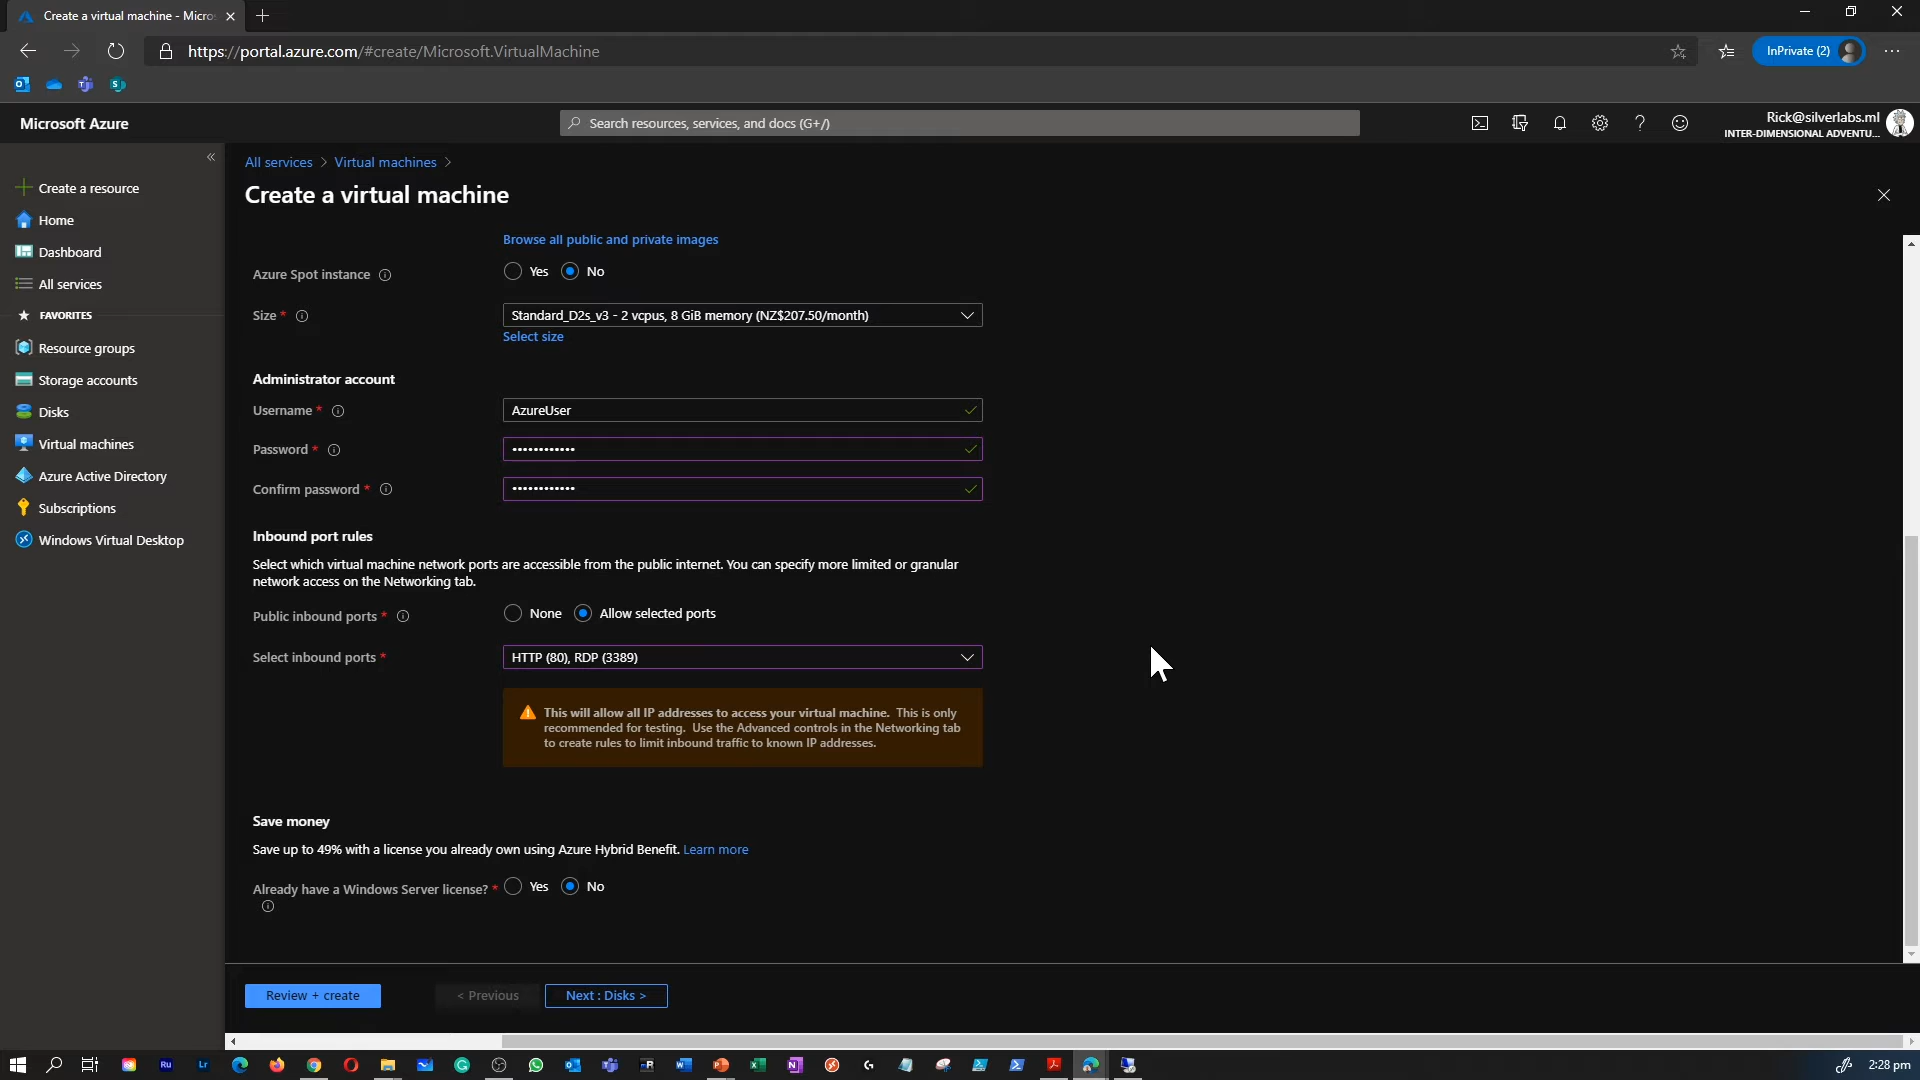 Create a virtual machine - Micros
https://portal.azure.com/#create/Microsoft.VirtualMachine
InPrivate (2)
Microsoft Azure
Search resources, services, and docs (G+/)
Rick@silverlabs.ml
INTER-DIMENSIONAL ADVENTU...
All services > Virtual machines >
Create a virtual machine
Create a resource
Home
Dashboard
All services
FAVORITES
Resource groups
Storage accounts
Disks
Virtual machines
Azure Active Directory
Subscriptions
Windows Virtual Desktop
Browse all public and private images
Azure Spot instance
Yes No
Size *
Standard_D2s_v3 - 2 vcpus, 8 GiB memory (NZ$207.50/month)
Select size
Administrator account
Username *
AzureUser
Password *
••••••••••••
Confirm password *
••••••••••••
Inbound port rules
Select which virtual machine network ports are accessible from the public internet. You can specify more limited or granular
network access on the Networking tab.
Public inbound ports *
None Allow selected ports
Select inbound ports *
HTTP (80), RDP (3389)
This will allow all IP addresses to access your virtual machine. This is only
recommended for testing. Use the Advanced controls in the Networking tab
to create rules to limit inbound traffic to known IP addresses.
Save money
Save up to 49% with a license you already own using Azure Hybrid Benefit. Learn more
Already have a Windows Server license? *
Yes No
Review + create
< Previous
Next : Disks >
Ru
Lr
2:28 pm